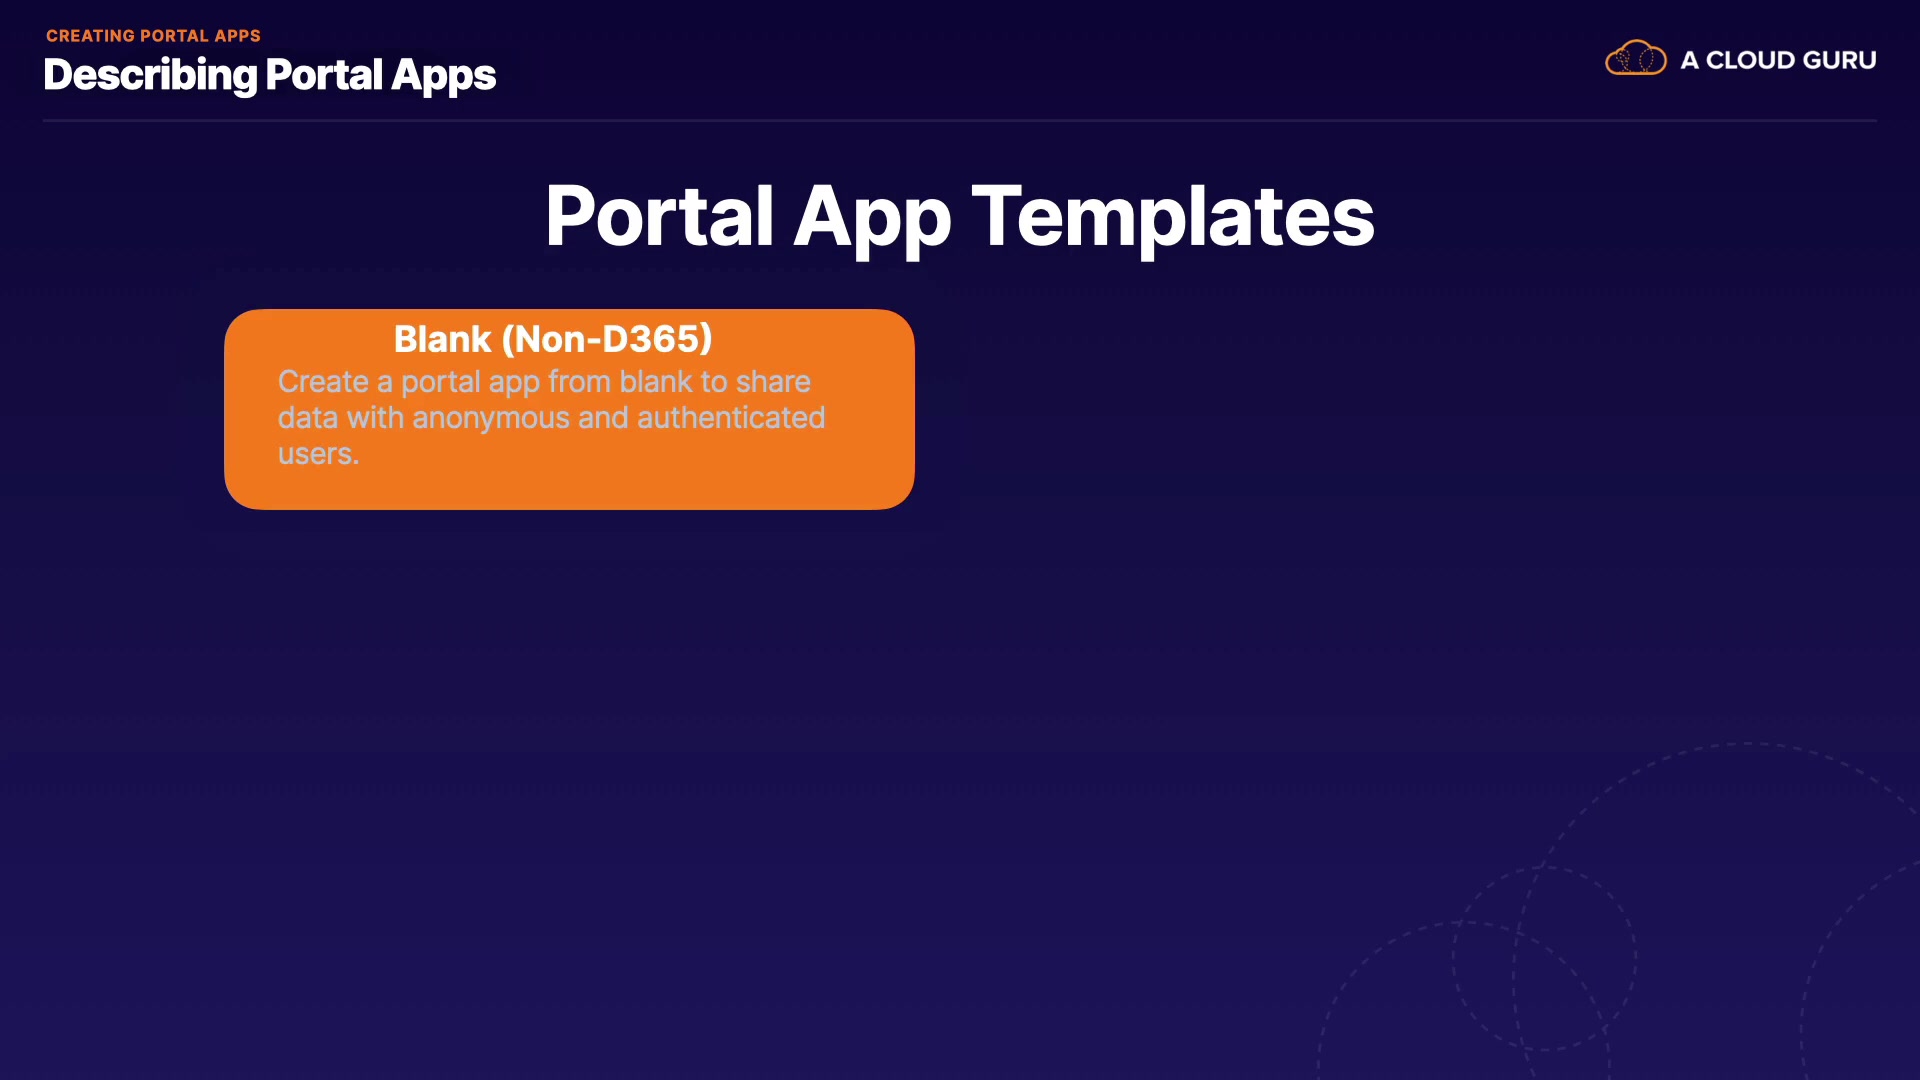 CREATING PORTAL APPS
Describing Portal Apps
A CLOUD GURU
Portal App Templates
Blank (Non-D365)
Create a portal app from blank to share
data with anonymous and authenticated
users.